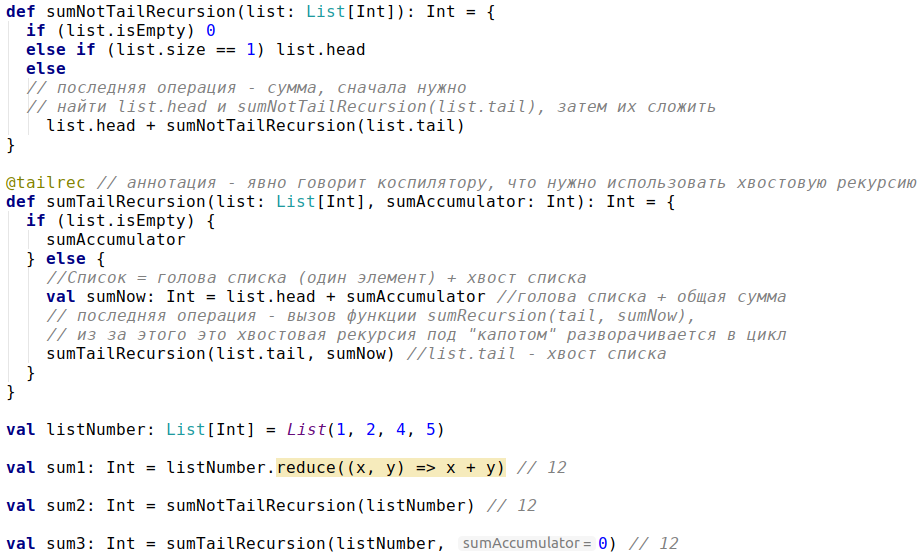 def sumNotTailRecursion(list: List[Int]): Int = {
  if (list.isEmpty) 0
  else if (list.size == 1) list.head
  else
  // последняя операция - сумма, сначала нужно
  // найти list.head и sumNotTailRecursion(list.tail), затем их сложить
    list.head + sumNotTailRecursion(list.tail)
}
@tailrec // аннотация - явно говорит коспилятору, что нужно использовать хвостовую рекурсию
def sumTailRecursion(list: List[Int], sumAccumulator: Int): Int = {
  if (list.isEmpty) {
    sumAccumulator
  } else {
    //Список = голова списка (один элемент) + хвост списка
    val sumNow: Int = list.head + sumAccumulator //голова списка + общая сумма
    // последняя операция - вызов функции sumRecursion(tail, sumNow),
    // из за этого это хвостовая рекурсия под "капотом" разворачивается в цикл
    sumTailRecursion(list.tail, sumNow) //list.tail - хвост списка
  }
}
val listNumber: List[Int] = List(1, 2, 4, 5)
val sum1: Int = listNumber.reduce((x, y) => x + y) // 12
val sum2: Int = sumNotTailRecursion(listNumber) // 12
val sum3: Int = sumTailRecursion(listNumber, sumAccumulator = 0) // 12